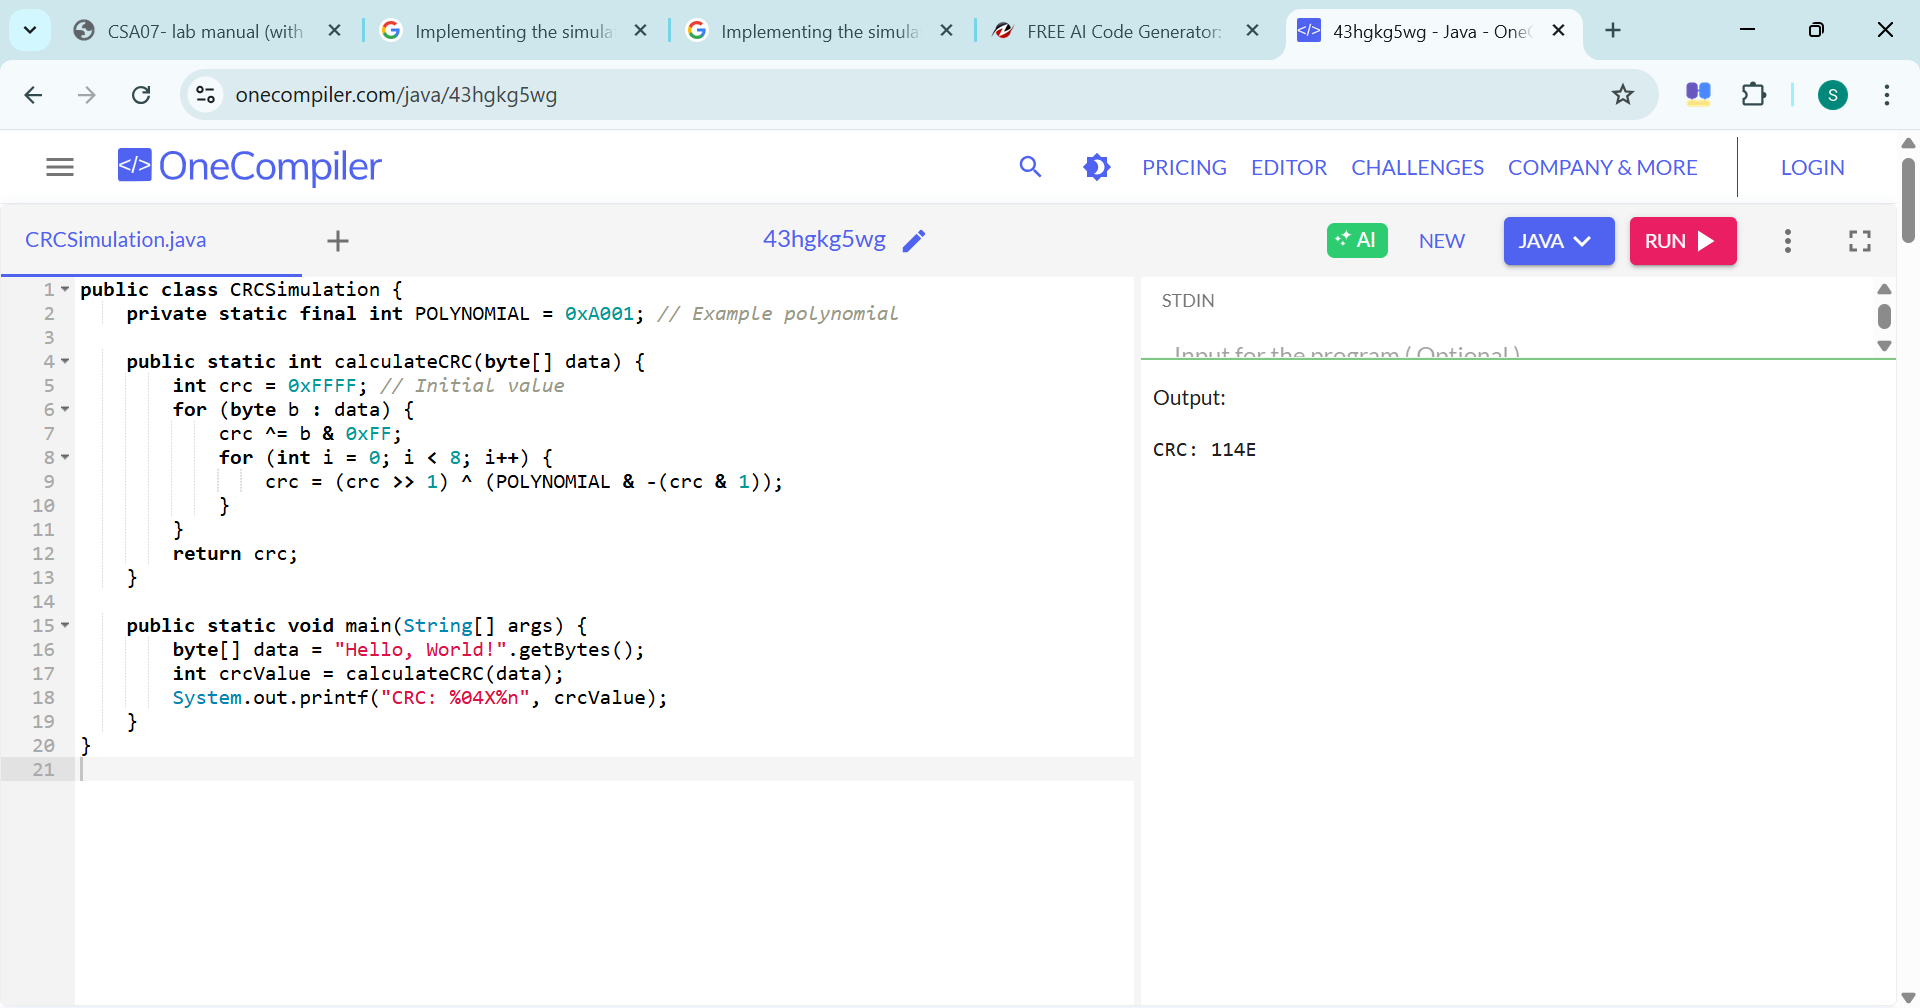 CSA07- lab manual (with
Implementing the simula
Implementing the simula
FREE AI Code Generator:
43hgkg5wg - Java - One
onecompiler.com/java/43hgkg5wg
S
</> OneCompiler
PRICING
EDITOR
CHALLENGES
COMPANY & MORE
LOGIN
CRCSimulation.java
43hgkg5wg
AI
NEW
JAVA
RUN
1 public class CRCSimulation {
2     private static final int POLYNOMIAL = 0xA001; // Example polynomial
3
4     public static int calculateCRC(byte[] data) {
5         int crc = 0xFFFF; // Initial value
6         for (byte b : data) {
7             crc ^= b & 0xFF;
8             for (int i = 0; i < 8; i++) {
9                 crc = (crc >> 1) ^ (POLYNOMIAL & -(crc & 1));
10             }
11         }
12         return crc;
13     }
14
15     public static void main(String[] args) {
16         byte[] data = "Hello, World!".getBytes();
17         int crcValue = calculateCRC(data);
18         System.out.printf("CRC: %04X%n", crcValue);
19     }
20 }
21
STDIN
Input for the program ( Optional )
Output:
CRC: 114E